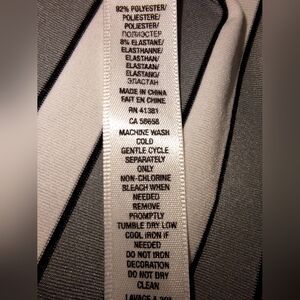 92% POLYESTER/
POLIESTERE/
POLYESTER/
ПОЛИЭСТЕР
8% ELASTANE/
ELASTHANNE/
ELASTHAN/
ELASTAAN/
ELASTANO/
ЭЛАСТАН
MADE IN CHINA
FAIT EN CHINE
RN 41381
CA 56658
MACHINE WASH
COLD
GENTLE CYCLE
SEPARATELY
ONLY
NON-CHLORINE
BLEACH WHEN
NEEDED
REMOVE
PROMPTLY
TUMBLE DRY LOW
COOL IRON IF
NEEDED
DO NOT IRON
DECORATION
DO NOT DRY
CLEAN
LAVAGE A